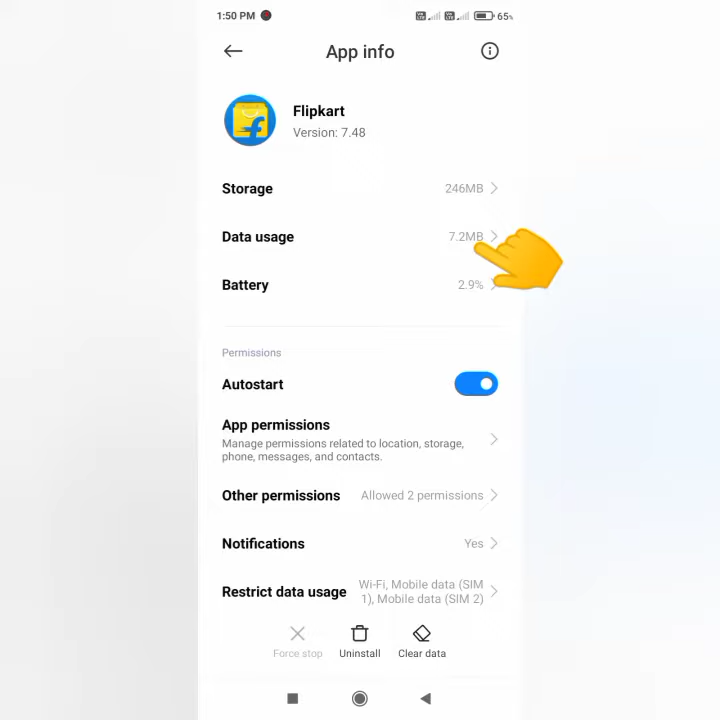 1:50 PM 65%
App info
Flipkart
Version: 7.48
Storage 246MB
Data usage 7.2MB
Battery 2.9%
Permissions
Autostart
App permissions
Manage permissions related to location, storage,
phone, messages, and contacts.
Other permissions Allowed 2 permissions
Notifications Yes
Restrict data usage Wi-Fi, Mobile data (SIM
1), Mobile data (SIM 2)
Force stop Uninstall Clear data